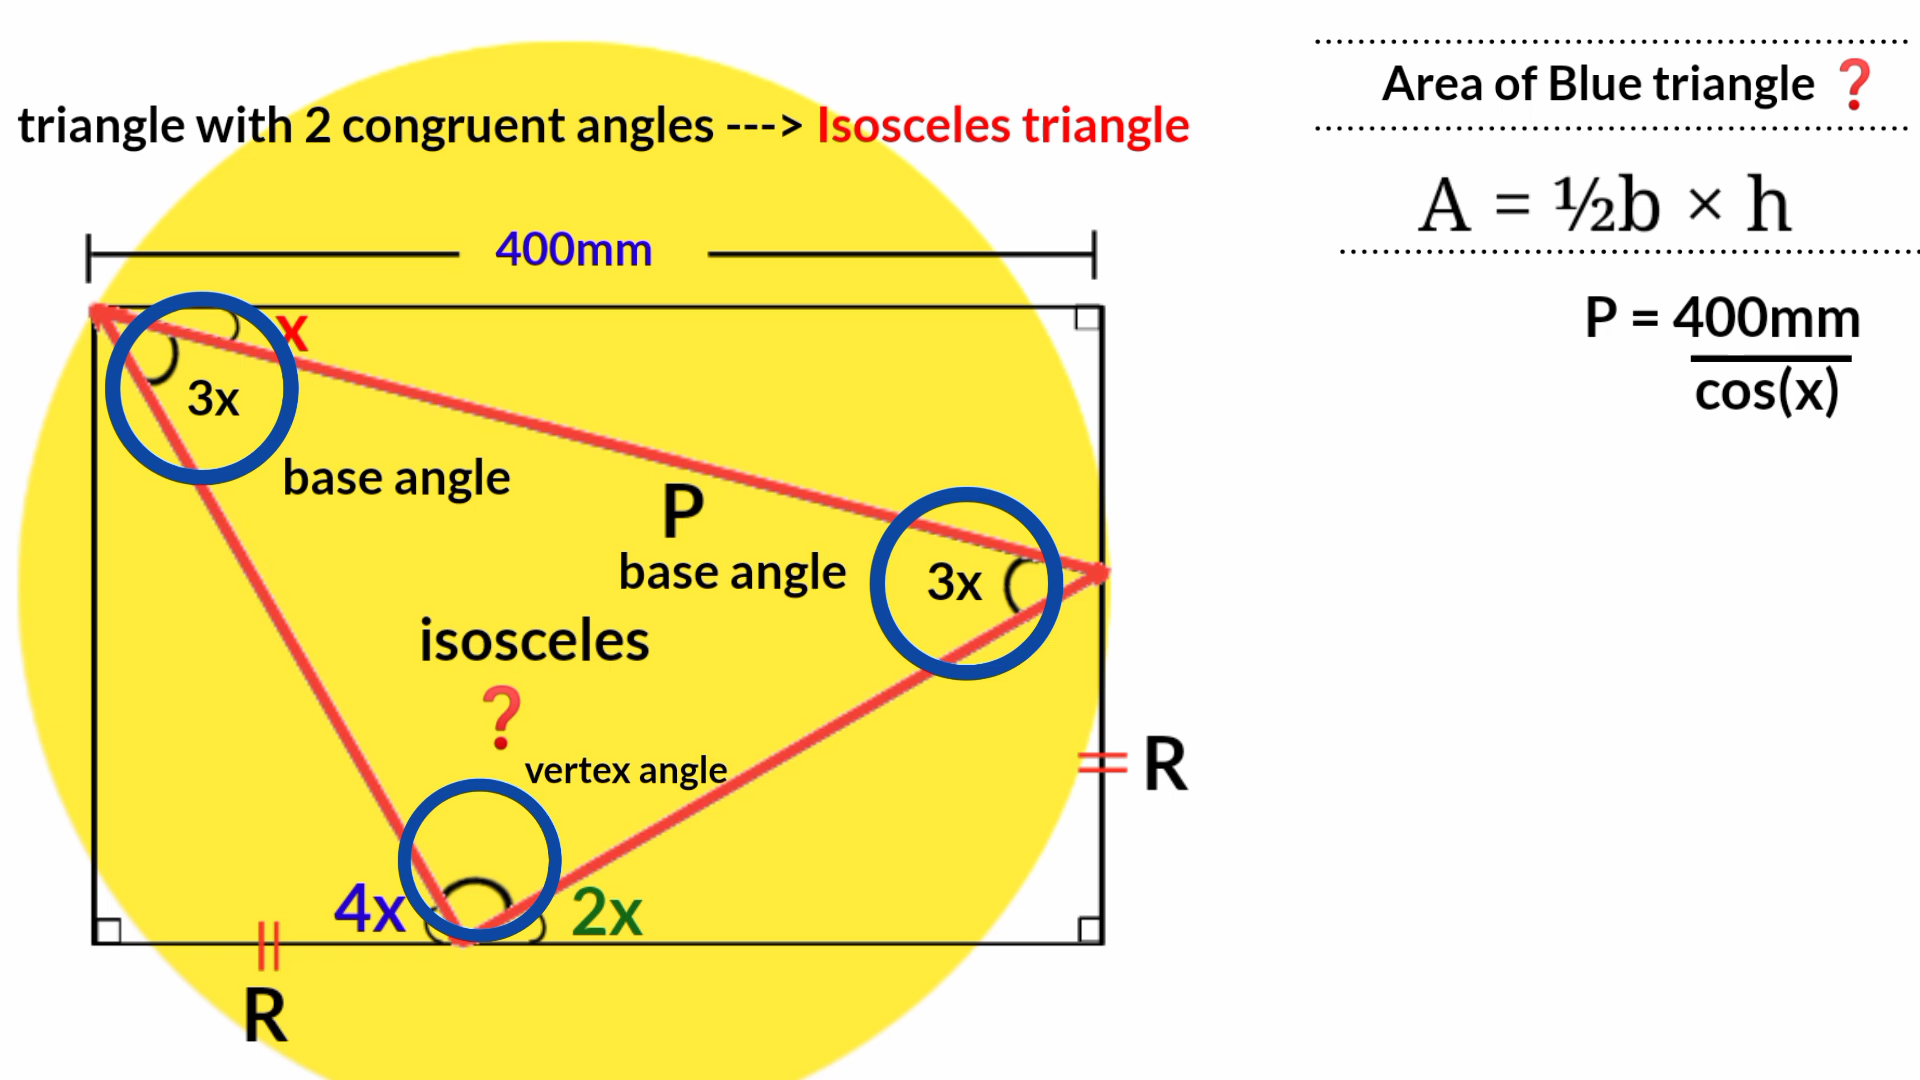 Area of Blue triangle ❓
triangle with 2 congruent angles ---> Isosceles triangle
A = ½b × h
400mm
P = 400mm
cos(x)
x
3x
base angle
P
base angle
3x
isosceles
❓
vertex angle
R
4x
2x
R